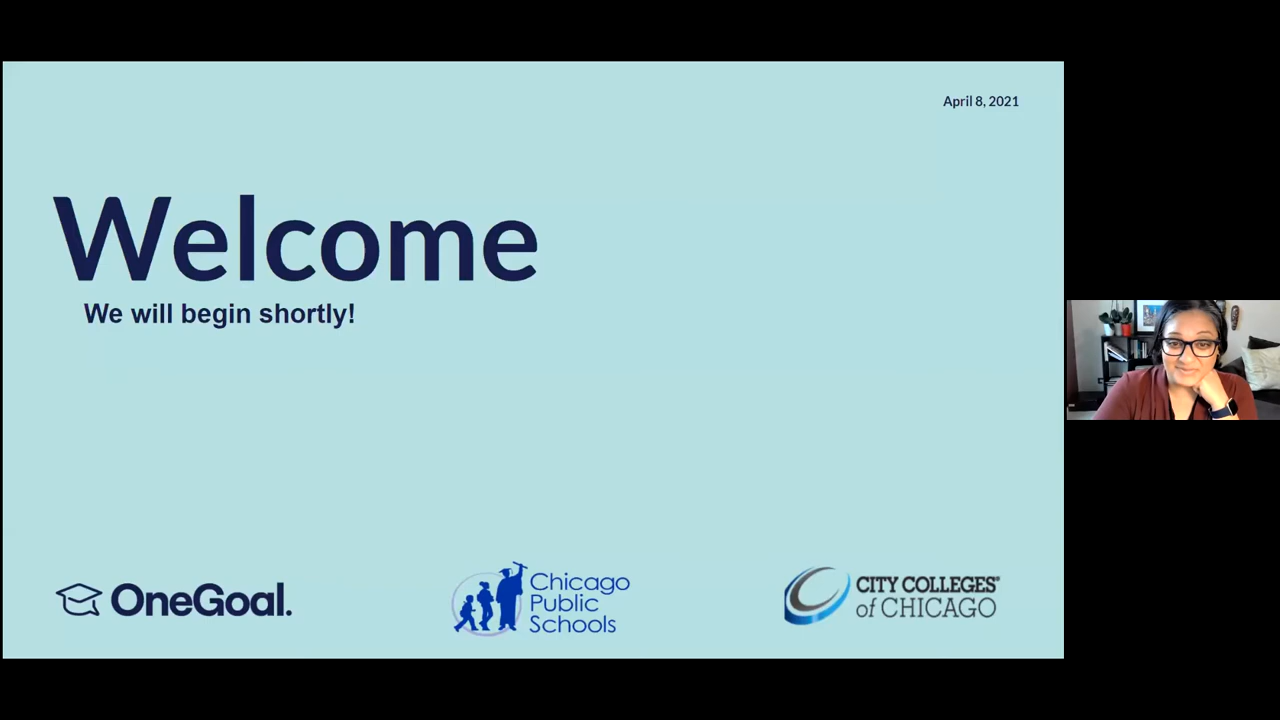 April 8, 2021
Welcome
We will begin shortly!
OneGoal.
Chicago
Public
Schools
CITY COLLEGES®
of CHICAGO